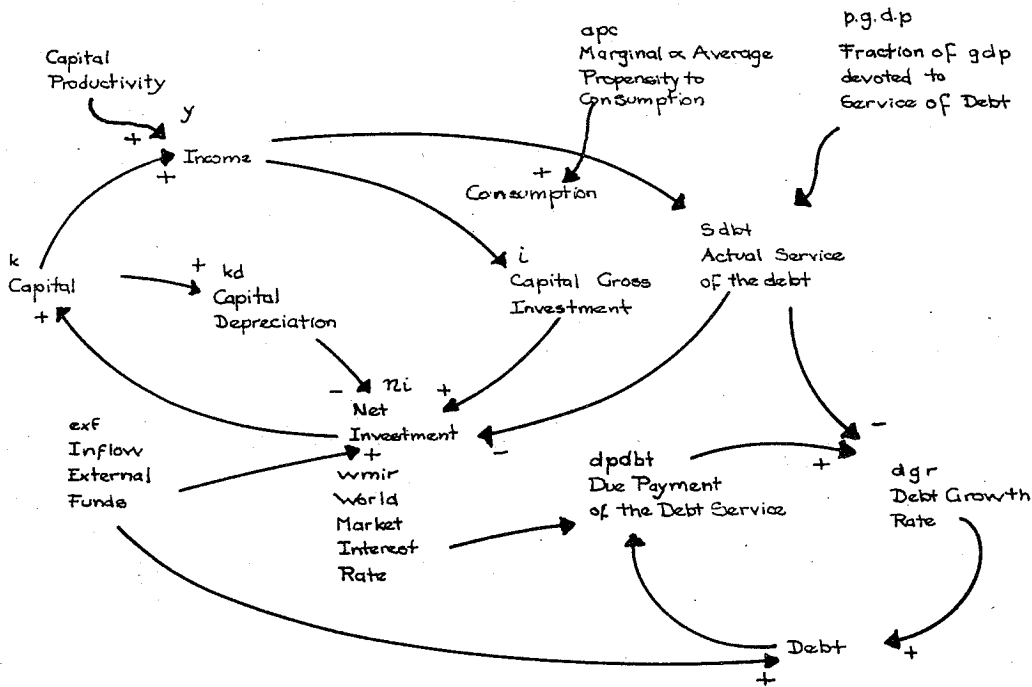 Capital
Productivity
+
y
Income
+
apc
Marginal α Average
Propensity to
Consumption
+
Consumption
p.g.d.p
Fraction of gdp
devoted to
Service of Debt
k
Capital
+
+ kd
Capital
Depreciation
i
Capital Gross
Investment
Sdbt
Actual Service
of the debt
- ni +
Net
Investment
+
-
exf
Inflow
External
Funds
wmir
World
Market
Interest
Rate
dpdbt
Due Payment
of the Debt Service
-
+
dgr
Debt Growth
Rate
Debt
+
+